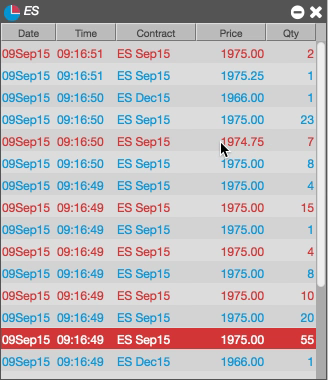 ES
Date Time Contract Price Qty
09Sep15 09:16:51 ES Sep15 1975.00 2
09Sep15 09:16:51 ES Sep15 1975.25 1
09Sep15 09:16:50 ES Dec15 1966.00 1
09Sep15 09:16:50 ES Sep15 1975.00 23
09Sep15 09:16:50 ES Sep15 1974.75 7
09Sep15 09:16:50 ES Sep15 1975.00 8
09Sep15 09:16:49 ES Sep15 1975.00 4
09Sep15 09:16:49 ES Sep15 1975.00 15
09Sep15 09:16:49 ES Sep15 1975.00 1
09Sep15 09:16:49 ES Sep15 1975.00 4
09Sep15 09:16:49 ES Sep15 1975.00 8
09Sep15 09:16:49 ES Sep15 1975.00 10
09Sep15 09:16:49 ES Sep15 1975.00 20
09Sep15 09:16:49 ES Sep15 1975.00 55
09Sep15 09:16:49 ES Dec15 1966.00 1